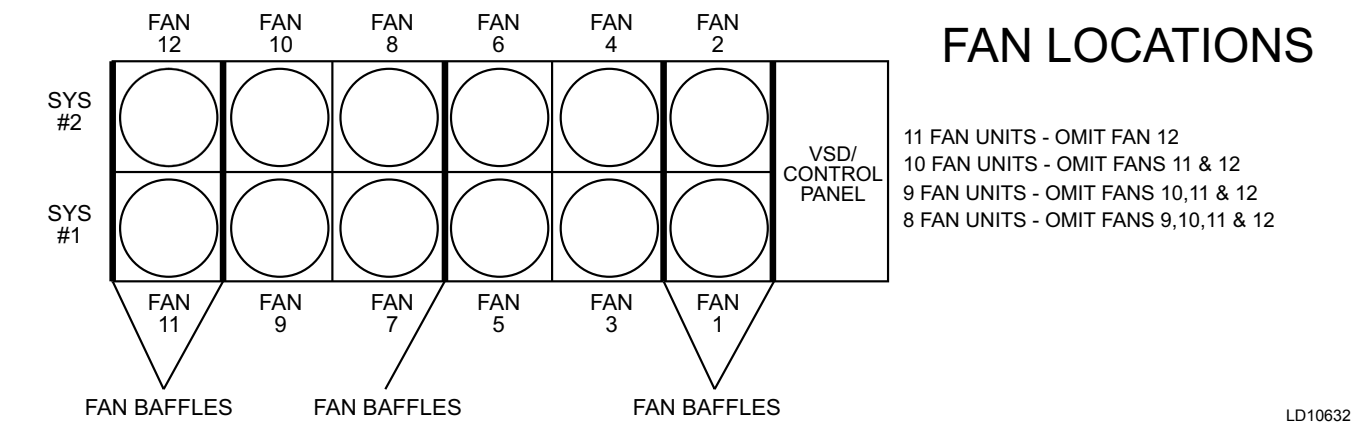 FAN FAN FAN FAN FAN FAN
12 10 8 6 4 2
FAN LOCATIONS
SYS
#2
SYS
#1
VSD/
CONTROL
PANEL
11 FAN UNITS - OMIT FAN 12
10 FAN UNITS - OMIT FANS 11 & 12
9 FAN UNITS - OMIT FANS 10,11 & 12
8 FAN UNITS - OMIT FANS 9,10,11 & 12
FAN FAN FAN FAN FAN FAN
11 9 7 5 3 1
FAN BAFFLES FAN BAFFLES FAN BAFFLES
LD10632